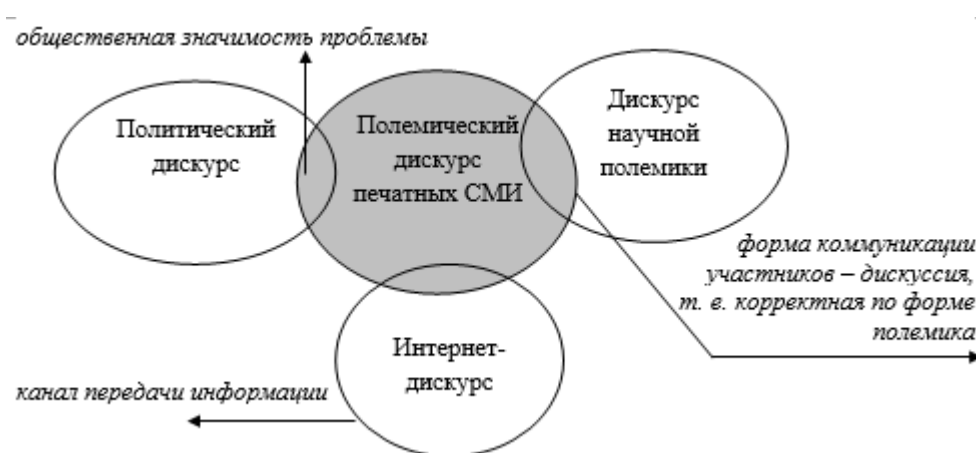 общественная значимость проблемы
Политический
дискурс
Полемический
дискурс
печатных СМИ
Дискурс
научной
полемики
форма коммуникации
участников – дискуссия,
т. е. корректная по форме
полемика
Интернет-
дискурс
канал передачи информации